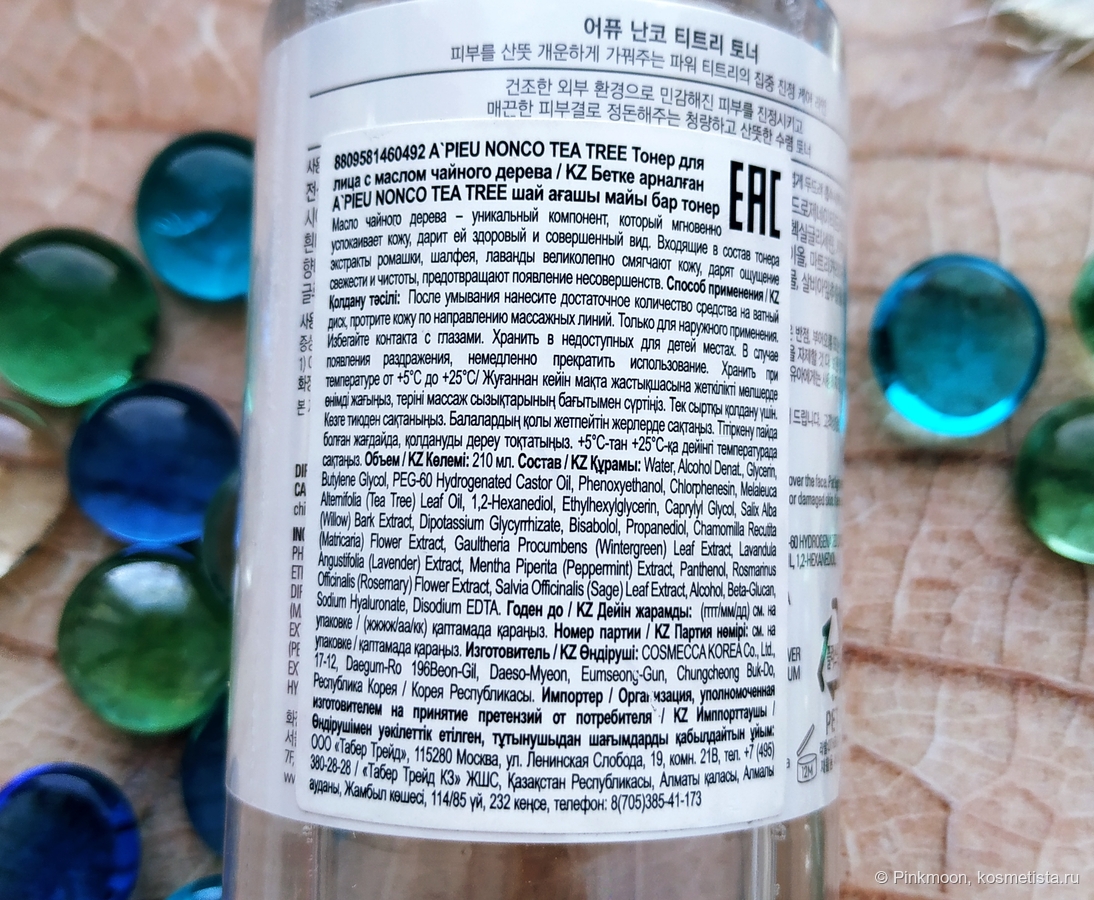 어퓨 난코 티트리 토너
피부를 산뜻 개운하게 가꿔주는 파워 티트리의 집중 진정 케어
건조한 외부 환경으로 민감해진 피부를 진정시키고
매끈한 피부결로 정돈해주는 청량하고 산뜻한 수렴 토너
8809581460492 A`PIEU NONCO TEA TREE Тонер для
лица с маслом чайного дерева / KZ Бетке арналған
A`PIEU NONCO TEA TREE шай ағашы майы бар тонер
EAC
Масло чайного дерева – уникальный компонент, который мгновенно
успокаивает кожу, дарит ей здоровый и совершенный вид. Входящие в состав тонера
экстракты ромашки, шалфея, лаванды великолепно смягчают кожу, дарят ощущение
свежести и чистоты, предотвращают появление несовершенств. Способ применения / KZ
Қолдану тәсілі: После умывания нанесите достаточное количество средства на ватный
диск, протрите кожу по направлению массажных линий. Только для наружного применения.
Избегайте контакта с глазами. Хранить в недоступных для детей местах. В случае
появления раздражения, немедленно прекратить использование. Хранить при
температуре от +5°C до +25°C/ Жуғаннан кейін мақта жастықшасына жеткілікті мөлшерде
өнімді жағыңыз, теріні массаж сызықтарының бағытымен сүртіңіз. Тек сыртқы қолдану үшін.
Көзге тиюден сақтаныңыз. Балалардың қолы жетпейтін жерлерде сақтаңыз. Тітіркену пайда
болған жағдайда, қолдануды дереу тоқтатыңыз. +5°C-тан +25°C-қа дейінгі температурада
сақтаңыз. Объем / KZ Көлемі: 210 мл. Состав / KZ Құрамы: Water, Alcohol Denat., Glycerin,
Butylene Glycol, PEG-60 Hydrogenated Castor Oil, Phenoxyethanol, Chlorphenesin, Melaleuca
Alternifolia (Tea Tree) Leaf Oil, 1,2-Hexanediol, Ethylhexylglycerin, Caprylyl Glycol, Salix Alba
(Willow) Bark Extract, Dipotassium Glycyrrhizate, Bisabolol, Propanediol, Chamomilla Recutita
(Matricaria) Flower Extract, Gaultheria Procumbens (Wintergreen) Leaf Extract, Lavandula
Angustifolia (Lavender) Extract, Mentha Piperita (Peppermint) Extract, Panthenol, Rosmarinus
Officinalis (Rosemary) Flower Extract, Salvia Officinalis (Sage) Leaf Extract, Alcohol, Beta-Glucan,
Sodium Hyaluronate, Disodium EDTA. Годен до / KZ Дейін жарамды: (гггг/мм/дд) см. на
упаковке / (жжжж/аа/кк) қаптамада қараңыз. Номер партии / KZ Партия нөмірі: см. на
упаковке / қаптамада қараңыз. Изготовитель / KZ Өндіруші: COSMECCA KOREA Co., Ltd.,
17-12, Daegum-Ro 196Beon-Gil, Daeso-Myeon, Eumseong-Gun, Chungcheong Buk-Do,
Республика Корея / Корея Республикасы. Импортер / Организация, уполномоченная
изготовителем на принятие претензий от потребителя / KZ Имппорттаушы /
Өндірушімен уәкілеттік етілген, тұтынушыдан шағымдарды қабылдайтын ұйым:
ООО «Табер Трейд», 115280 Москва, ул. Ленинская Слобода, 19, комн. 21В, тел. +7 (495)
380-28-28 / «Табер Трейд КЗ» ЖШС, Қазақстан Республикасы, Алматы қаласы, Алмалы
ауданы, Жамбыл көшесі, 114/85 үй, 232 кеңсе, телефон: 8(705)385-41-173
over the face.
or damaged
1,2-HEXANEDIOL
12M
© Pinkmoon, kosmetista.ru